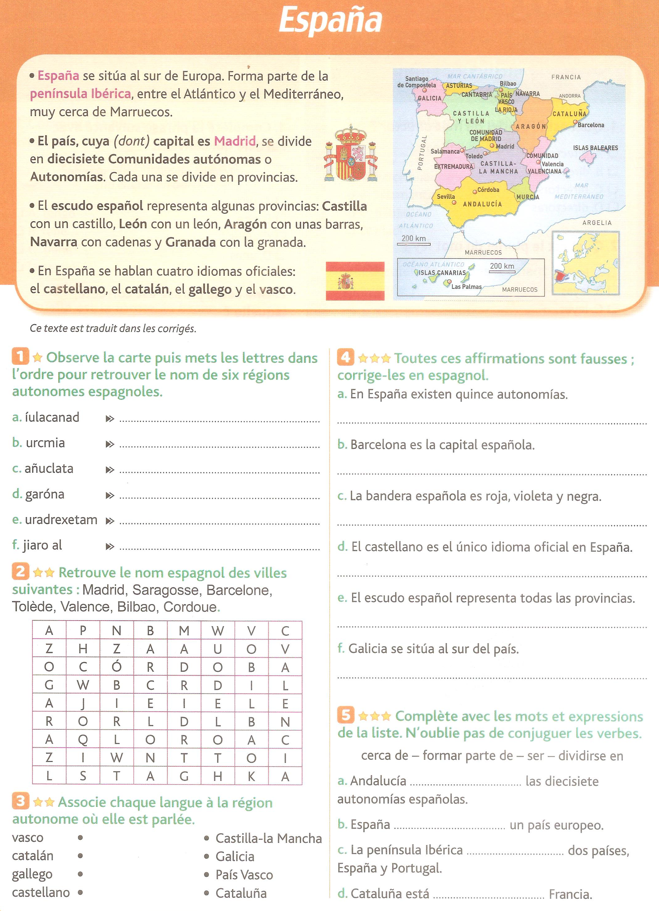 España
• España se sitúa al sur de Europa. Forma parte de la
península Ibérica, entre el Atlántico y el Mediterráneo,
muy cerca de Marruecos.
• El país, cuya (dont) capital es Madrid, se divide
en diecisiete Comunidades autónomas o
Autonomías. Cada una se divide en provincias.
• El escudo español representa algunas provincias: Castilla
con un castillo, León con un león, Aragón con unas barras,
Navarra con cadenas y Granada con la granada.
• En España se hablan cuatro idiomas oficiales:
el castellano, el catalán, el gallego y el vasco.
Santiago
de Compostela
MAR CANTÁBRICO
FRANCIA
ASTURIAS
Bilbao
CANTABRIA
PAÍS
VASCO
NAVARRA
ANDORRA
GALICIA
LA RIOJA
CASTILLA
Y LEÓN
CATALUÑA
ARAGÓN
Barcelona
COMUNIDAD
DE MADRID
PORTUGAL
Salamanca
Madrid
ISLAS BALEARES
Toledo
COMUNIDAD
EXTREMADURA
CASTILLA-
LA MANCHA
Valencia
VALENCIANA
MAR
MEDITERRÁNEO
Córdoba
Sevilla
MURCIA
ANDALUCÍA
OCÉANO
ATLÁNTICO
ARGELIA
200 km
MARRUECOS
OCÉANO ATLÁNTICO
200 km
ISLAS CANARIAS
Las Palmas
MARRUECOS
Ce texte est traduit dans les corrigés.
1 Observe la carte puis mets les lettres dans
l'ordre pour retrouver le nom de six régions
autonomes espagnoles.
a. íulacanad
b. urcmia
c. añuclata
d. garóna
e. uradrexetam
f. jiaro al
2 Retrouve le nom espagnol des villes
suivantes : Madrid, Saragosse, Barcelone,
Tolède, Valence, Bilbao, Cordoue.
A P N B M W V C
Z H Z A A U O V
O C Ó R D O B A
G W B C R D I L
A J I E I E L E
R O R L D L B N
A Q L O R O A C
Z I W N T T O I
L S T A G H K A
3 Associe chaque langue à la région
autonome où elle est parlée.
vasco • • Castilla-la Mancha
catalán • • Galicia
gallego • • País Vasco
castellano • • Cataluña
4 Toutes ces affirmations sont fausses ;
corrige-les en espagnol.
a. En España existen quince autonomías.
b. Barcelona es la capital española.
c. La bandera española es roja, violeta y negra.
d. El castellano es el único idioma oficial en España.
e. El escudo español representa todas las provincias.
f. Galicia se sitúa al sur del país.
5 Complète avec les mots et expressions
de la liste. N'oublie pas de conjuguer les verbes.
cerca de – formar parte de – ser – dividirse en
a. Andalucía .............................. las diecisiete
autonomías españolas.
b. España .............................. un país europeo.
c. La península Ibérica .............................. dos países,
España y Portugal.
d. Cataluña está .............................. Francia.